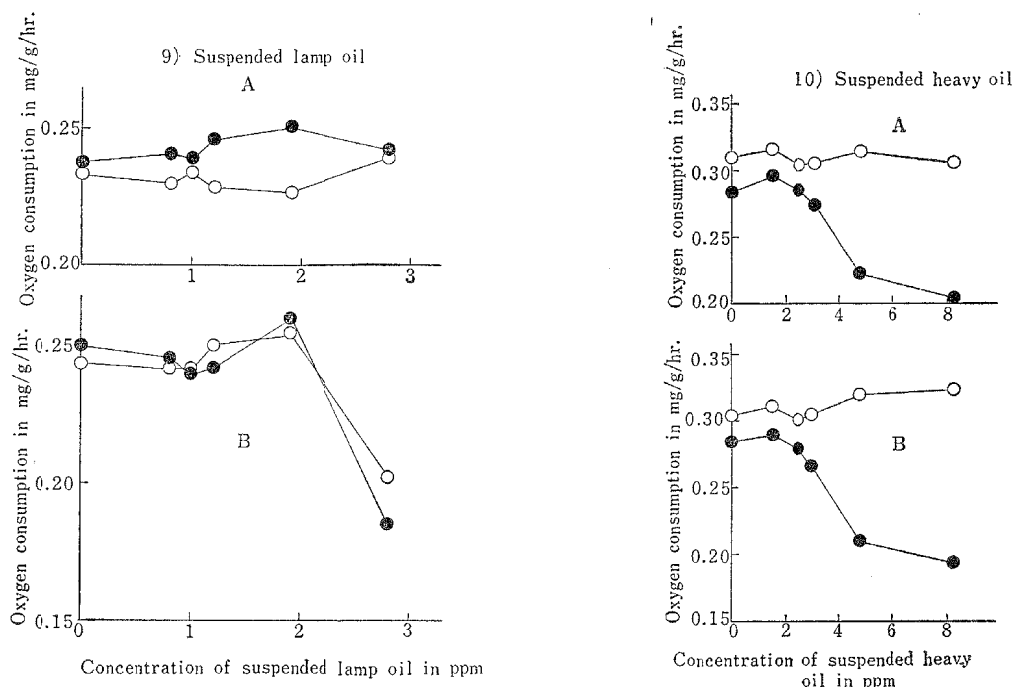 9) Suspended lamp oil
A
Oxygen consumption in mg/g/hr.
0.25
0.20
1
2
3
Oxygen consumption in mg/g/hr.
0.25
0.20
0.15
B
0
1
2
3
Concentration of suspended lamp oil in ppm
10) Suspended heavy oil
A
Oxygen consumption in mg/g/hr.
0.35
0.30
0.25
0.20
0
2
4
6
8
B
Oxygen consumption in mg/g/hr.
0.35
0.30
0.25
0.20
0.15
0
2
4
6
8
Concentration of suspended heavy
oil in ppm